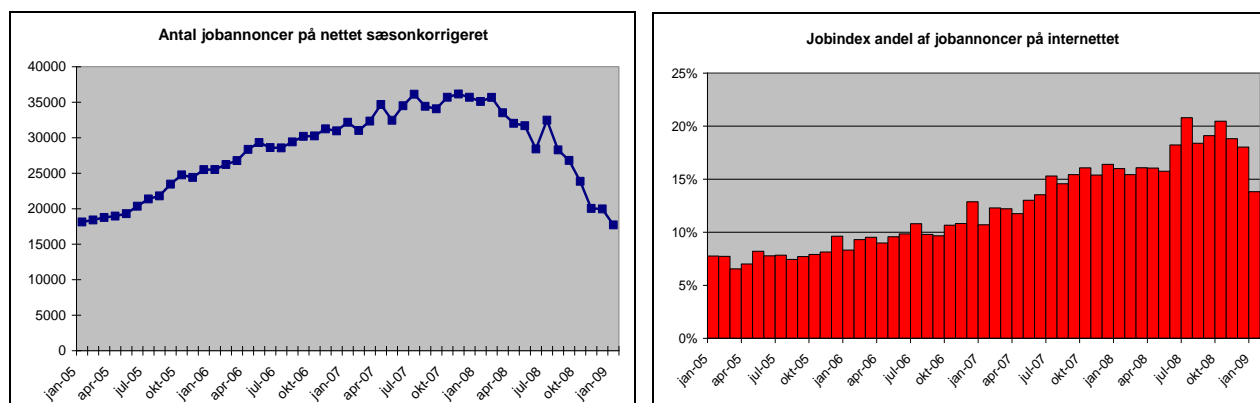 Antal jobannoncer på nettet sæsonkorrigeret
40000
35000
30000
25000
20000
15000
10000
5000
0
jan-05
apr-05
jul-05
okt-05
jan-06
apr-06
jul-06
okt-06
jan-07
apr-07
jul-07
okt-07
jan-08
apr-08
jul-08
okt-08
jan-09
Jobindex andel af jobannoncer på internettet
25%
20%
15%
10%
5%
0%
jan-05
apr-05
jul-05
okt-05
jan-06
apr-06
jul-06
okt-06
jan-07
apr-07
jul-07
okt-07
jan-08
apr-08
jul-08
okt-08
jan-09